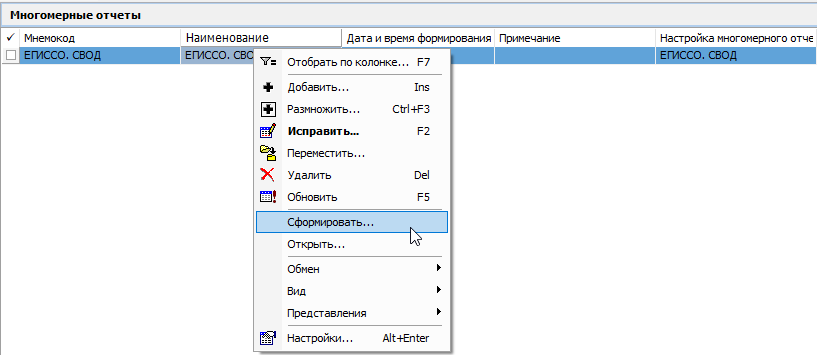 Многомерные отчеты
Мнемокод Наименование Дата и время формирования Примечание Настройка многомерного отче
ЕГИССО. СВОД ЕГИССО. СВО ЕГИССО. СВОД
Отобрать по колонке... F7
Добавить... Ins
Размножить... Ctrl+F3
Исправить... F2
Переместить...
Удалить Del
Обновить F5
Сформировать...
Открыть...
Обмен
Вид
Представления
Настройки... Alt+Enter